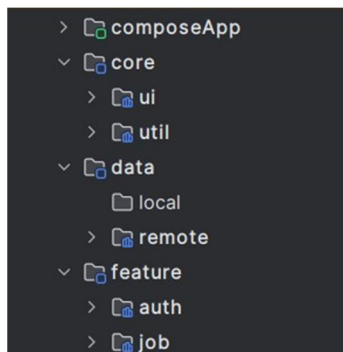 composeApp
core
ui
util
data
local
remote
feature
auth
job